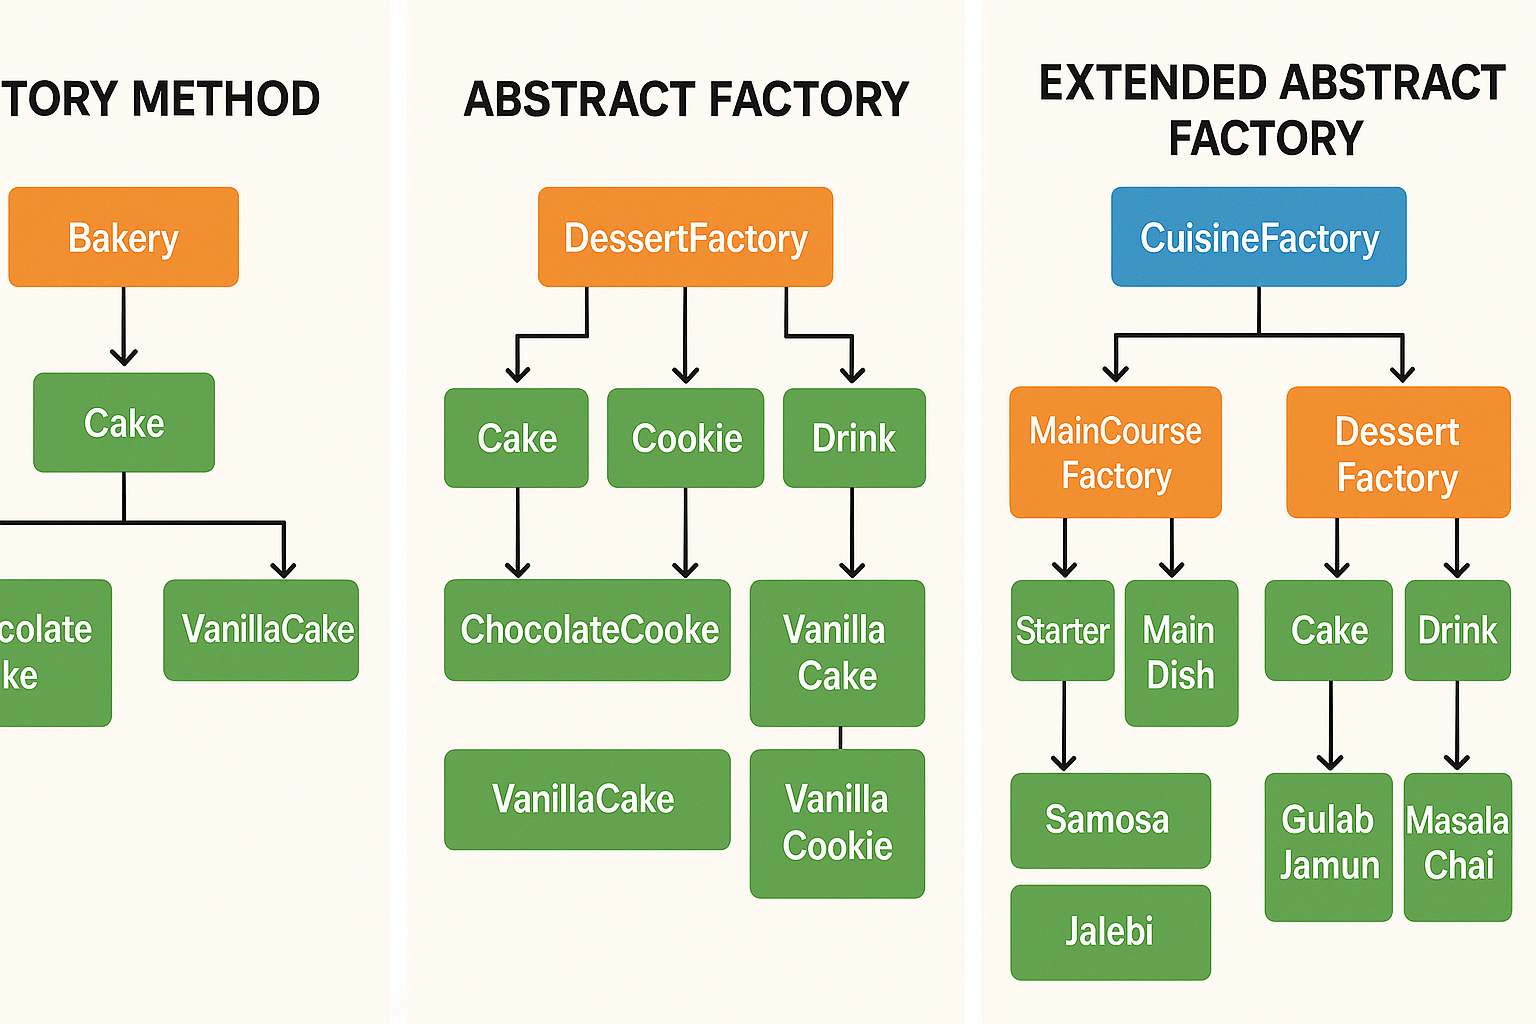 TORY METHOD
Bakery
Cake
colate
ke
VanillaCake
ABSTRACT FACTORY
DessertFactory
Cake
Cookie
Drink
ChocolateCooke
Vanilla
Cake
VanillaCake
Vanilla
Cookie
EXTENDED ABSTRACT
FACTORY
CuisineFactory
MainCourse
Factory
Dessert
Factory
Starter
Main
Dish
Cake
Drink
Samosa
Jalebi
Gulab
Jamun
Masala
Chai